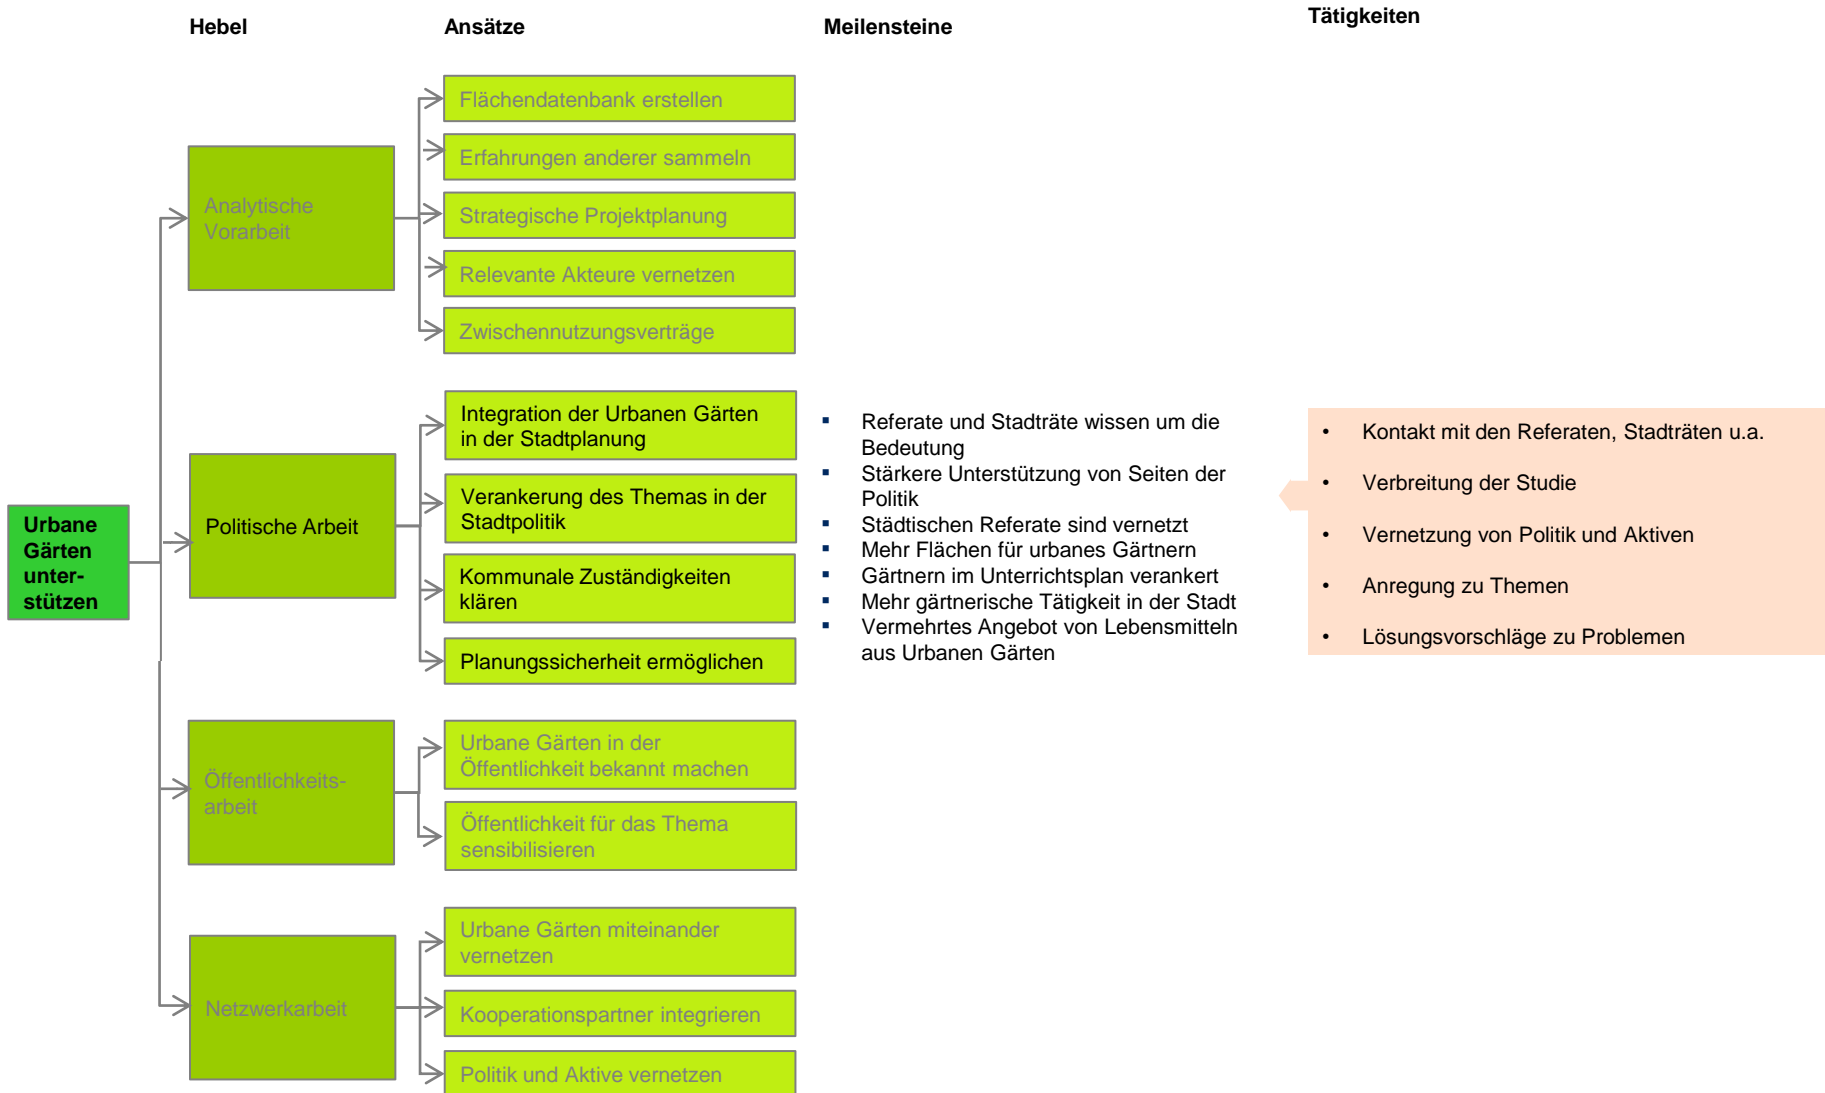 Hebel
Ansätze
Meilensteine
Tätigkeiten
Urbane
Gärten
unter-
stützen
Analytische
Vorarbeit
Flächendatenbank erstellen
Erfahrungen anderer sammeln
Strategische Projektplanung
Relevante Akteure vernetzen
Zwischennutzungsverträge
Politische Arbeit
Integration der Urbanen Gärten
in der Stadtplanung
Verankerung des Themas in der
Stadtpolitik
Kommunale Zuständigkeiten
klären
Planungssicherheit ermöglichen
▪ Referate und Stadträte wissen um die
Bedeutung
▪ Stärkere Unterstützung von Seiten der
Politik
▪ Städtischen Referate sind vernetzt
▪ Mehr Flächen für urbanes Gärtnern
▪ Gärtnern im Unterrichtsplan verankert
▪ Mehr gärtnerische Tätigkeit in der Stadt
▪ Vermehrtes Angebot von Lebensmitteln
aus Urbanen Gärten
• Kontakt mit den Referaten, Stadträten u.a.
• Verbreitung der Studie
• Vernetzung von Politik und Aktiven
• Anregung zu Themen
• Lösungsvorschläge zu Problemen
Öffentlichkeits-
arbeit
Urbane Gärten in der
Öffentlichkeit bekannt machen
Öffentlichkeit für das Thema
sensibilisieren
Netzwerkarbeit
Urbane Gärten miteinander
vernetzen
Kooperationspartner integrieren
Politik und Aktive vernetzen